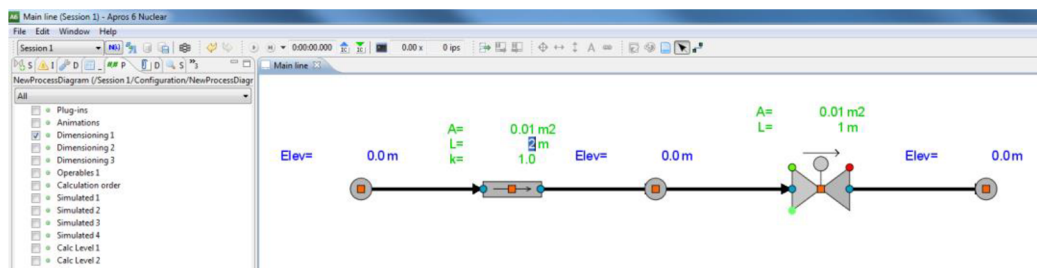 Main line (Session 1) - Apros 6 Nuclear
File Edit Window Help
Session 1 0:00:00.000 0.00 x 0 ips
S I D P D S
NewProcessDiagram (/Session 1/Configuration/NewProcessDiagr
Main line
All
Plug-ins
Animations
Dimensioning 1
Dimensioning 2
Dimensioning 3
Operables 1
Calculation order
Simulated 1
Simulated 2
Simulated 3
Simulated 4
Calc Level 1
Calc Level 2
A= 0.01 m2
L= 2 m
k= 1.0
A= 0.01 m2
L= 1 m
Elev= 0.0 m
Elev= 0.0 m
Elev= 0.0 m